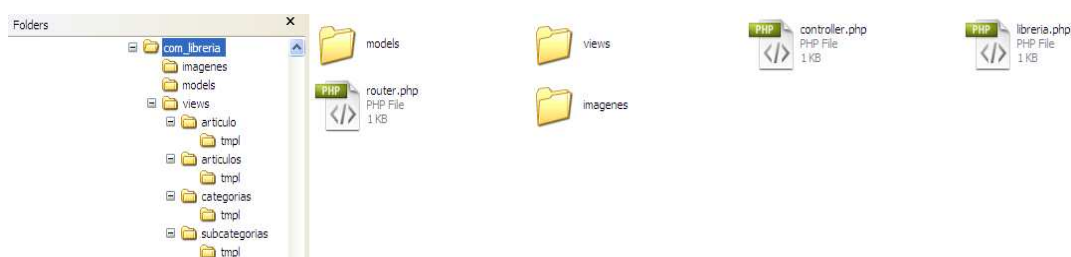 Folders
x
com_libreria
imagenes
models
views
articulo
tmpl
articulos
tmpl
categorias
tmpl
subcategorias
tmpl
models
views
PHP
controller.php
PHP File
1 KB
PHP
libreria.php
PHP File
1 KB
PHP
router.php
PHP File
1 KB
imagenes